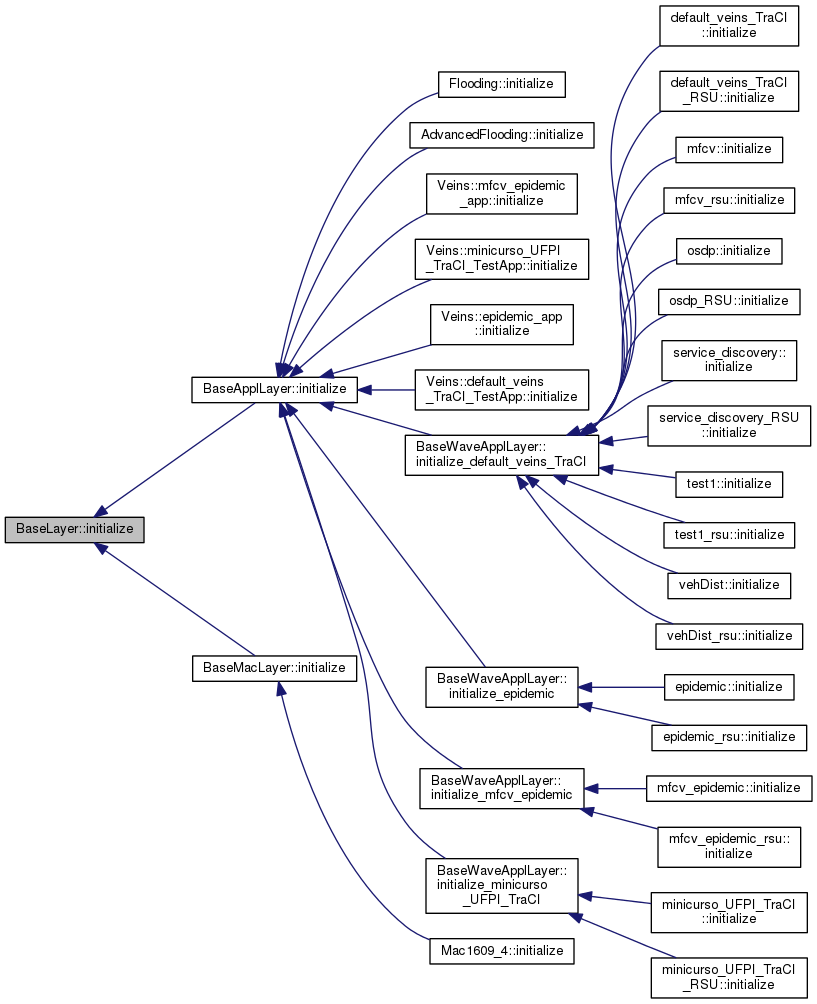 default_veins_TraCI
::initialize
Flooding::initialize
default_veins_TraCI
_RSU::initialize
AdvancedFlooding::initialize
mfcv::initialize
Veins::mfcv_epidemic
_app::initialize
mfcv_rsu::initialize
Veins::minicurso_UFPI
_TraCI_TestApp::initialize
osdp::initialize
osdp_RSU::initialize
Veins::epidemic_app
::initialize
service_discovery::
initialize
BaseApplLayer::initialize
Veins::default_veins
_TraCI_TestApp::initialize
service_discovery_RSU
::initialize
BaseWaveApplLayer::
initialize_default_veins_TraCI
test1::initialize
BaseLayer::initialize
test1_rsu::initialize
vehDist::initialize
vehDist_rsu::initialize
BaseMacLayer::initialize
BaseWaveApplLayer::
initialize_epidemic
epidemic::initialize
epidemic_rsu::initialize
BaseWaveApplLayer::
initialize_mfcv_epidemic
mfcv_epidemic::initialize
mfcv_epidemic_rsu::
initialize
BaseWaveApplLayer::
initialize_minicurso
_UFPI_TraCI
minicurso_UFPI_TraCI
::initialize
Mac1609_4::initialize
minicurso_UFPI_TraCI
_RSU::initialize